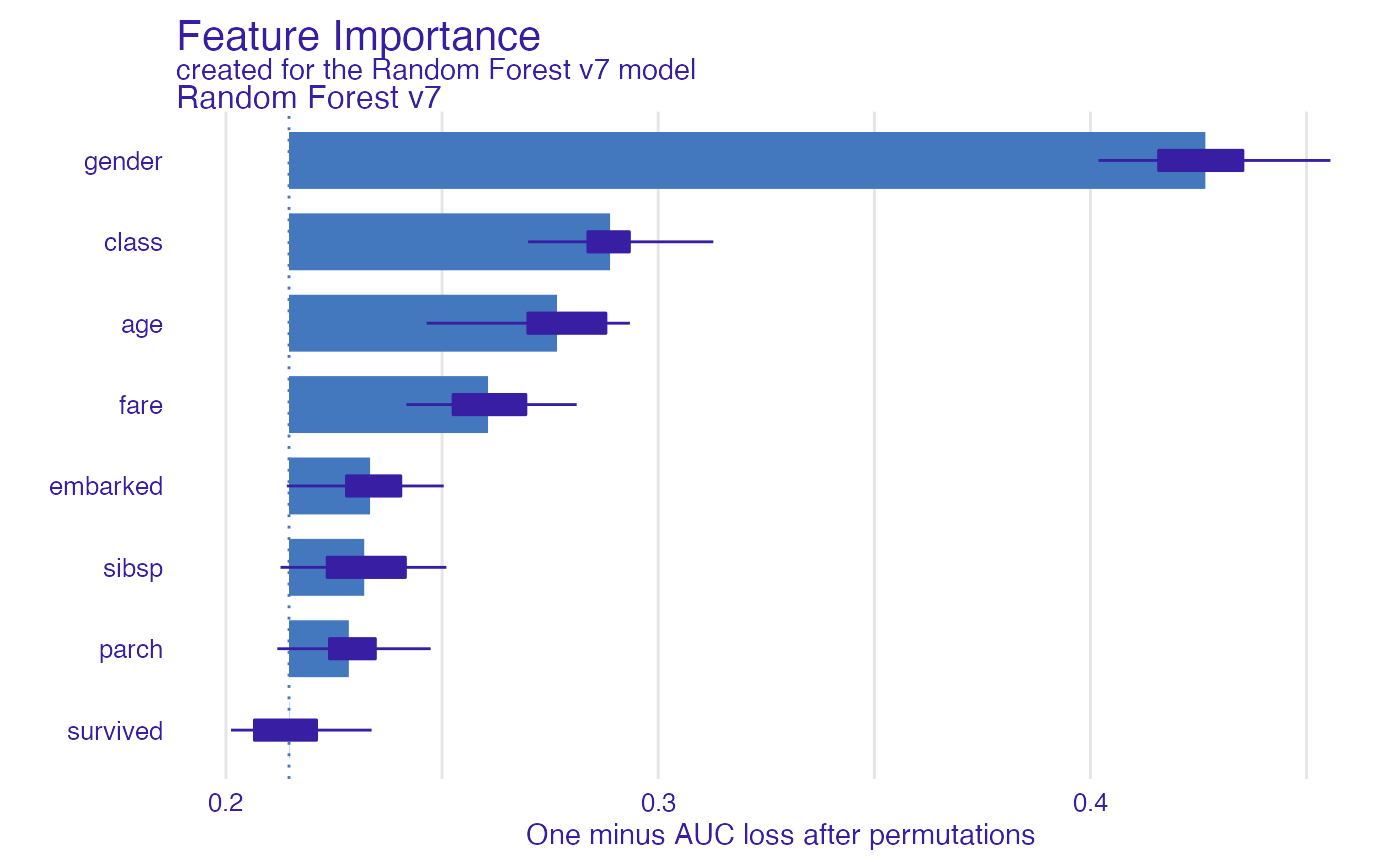 Feature Importance
created for the Random Forest v7 model
Random Forest v7
gender
class
age
fare
embarked
sibsp
parch
survived
0.2 0.3 0.4
One minus AUC loss after permutations